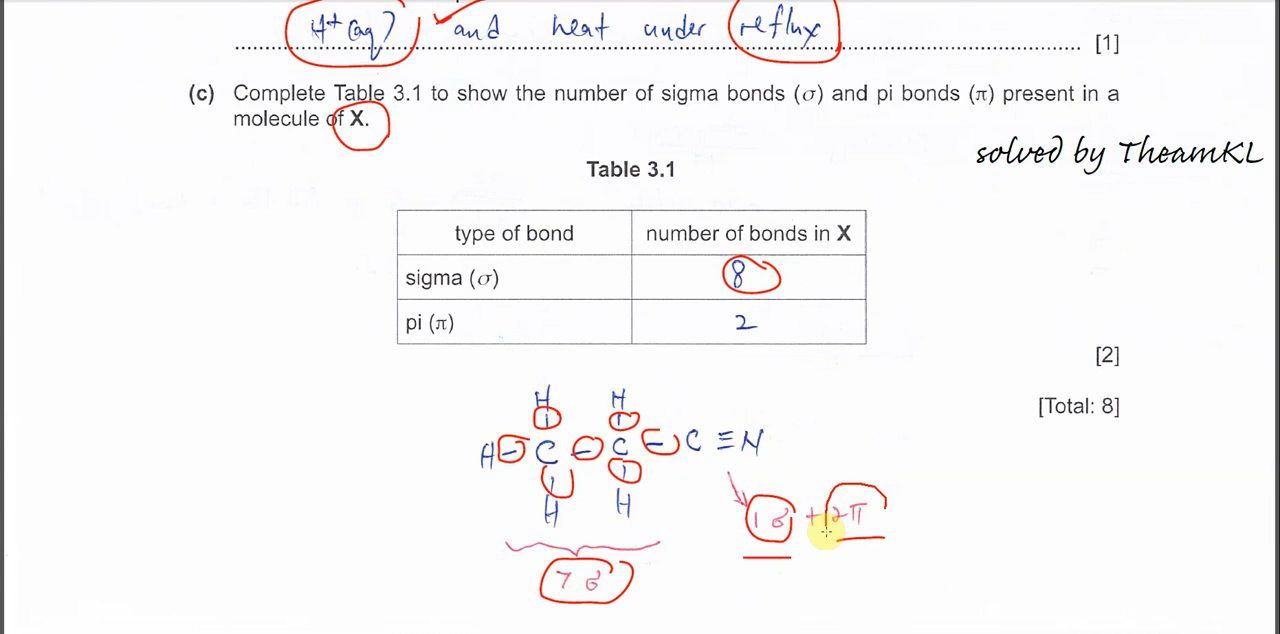 H+(aq) and heat under reflux
[1]
(c) Complete Table 3.1 to show the number of sigma bonds (σ) and pi bonds (π) present in a
molecule of X.
solved by TheamKL
Table 3.1
type of bond number of bonds in X
sigma (σ) 8
pi (π) 2
[2]
[Total: 8]
H H
H - C - C - C ≡ N
H H
1σ + 2π
7σ